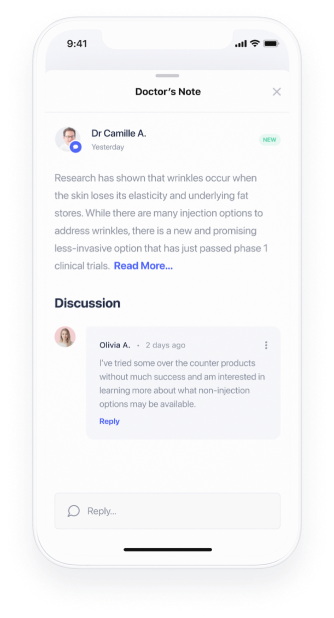 9:41
Doctor's Note
Dr Camille A.
NEW
Yesterday
Research has shown that wrinkles occur when
the skin loses its elasticity and underlying fat
stores. While there are many injection options to
address wrinkles, there is a new and promising
less-invasive option that has just passed phase 1
clinical trials. Read More...
Discussion
Olivia A. • 2 days ago
I've tried some over the counter products
without much success and am interested in
learning more about what non-injection
options may be available.
Reply
Reply...